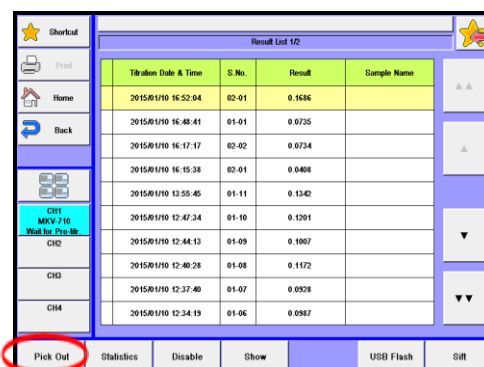 Shortcut
Result List 1/2
Print
Home
Back
Titration Date & Time S.No. Result Sample Name
2015/01/10 16:52:04 02-01 0.1686
2015/01/10 16:48:41 01-01 0.0735
2015/01/10 16:17:17 02-02 0.0734
2015/01/10 16:15:38 02-01 0.0408
2015/01/10 13:55:45 01-11 0.1342
2015/01/10 12:47:34 01-10 0.1201
2015/01/10 12:44:13 01-09 0.1007
2015/01/10 12:40:28 01-08 0.1172
2015/01/10 12:37:40 01-07 0.0928
2015/01/10 12:34:19 01-06 0.0987
CH1
MKV-710
Wait for Pre-titr.
CH2
CH3
CH4
Pick Out Statistics Disable Show USB Flash Sift